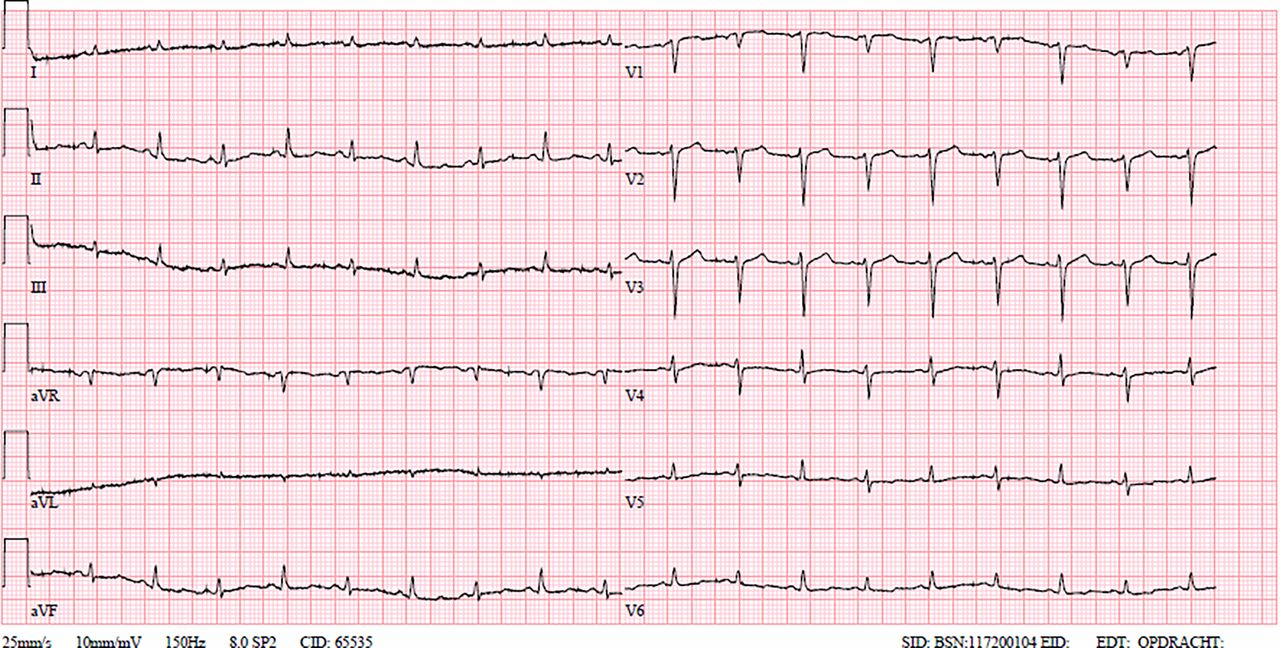 I
V1
II
V2
III
V3
aVR
V4
aVL
V5
aVF
V6
25mm/s 10mm/mV 150Hz 8.0 SP2 CID: 65535 SID: BSN:117200104 EID: EDT: OPDRACHT: